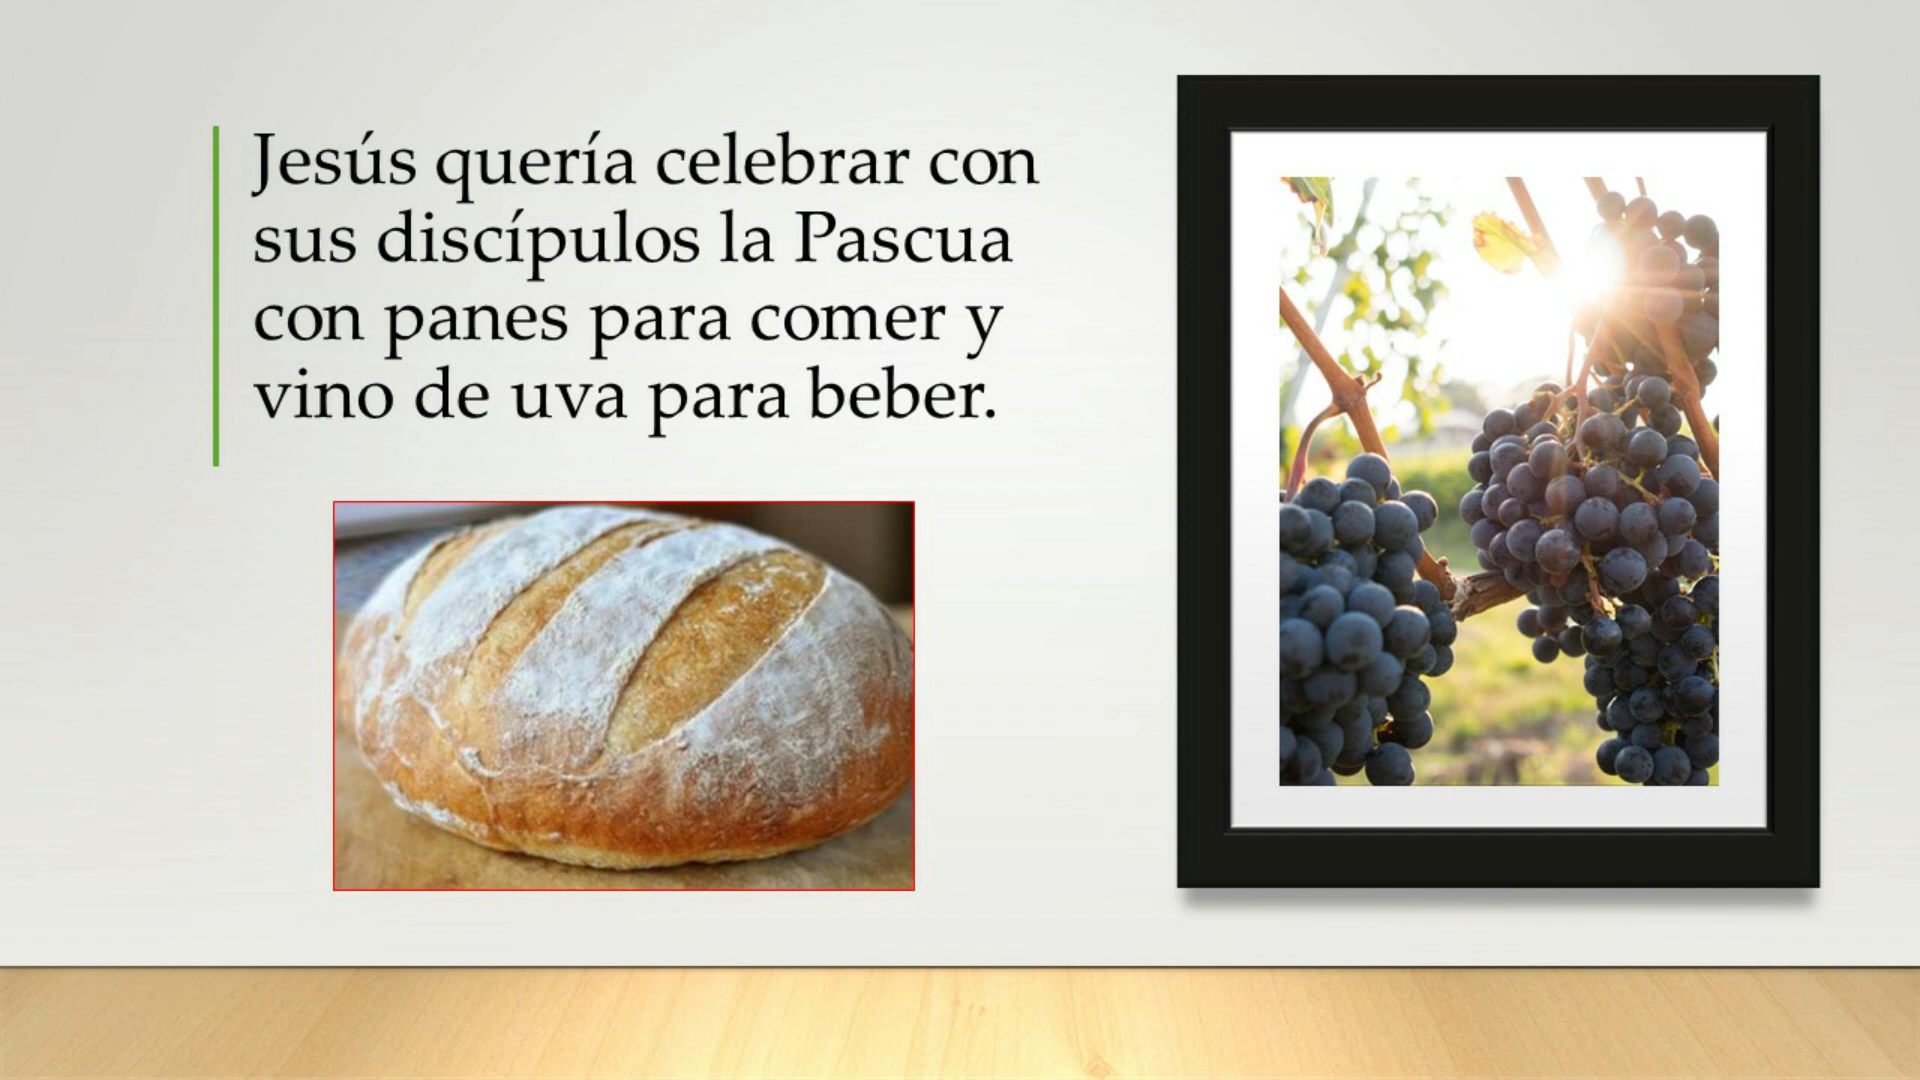 Jesús quería celebrar con
sus discípulos la Pascua
con panes para comer y
vino de uva para beber.